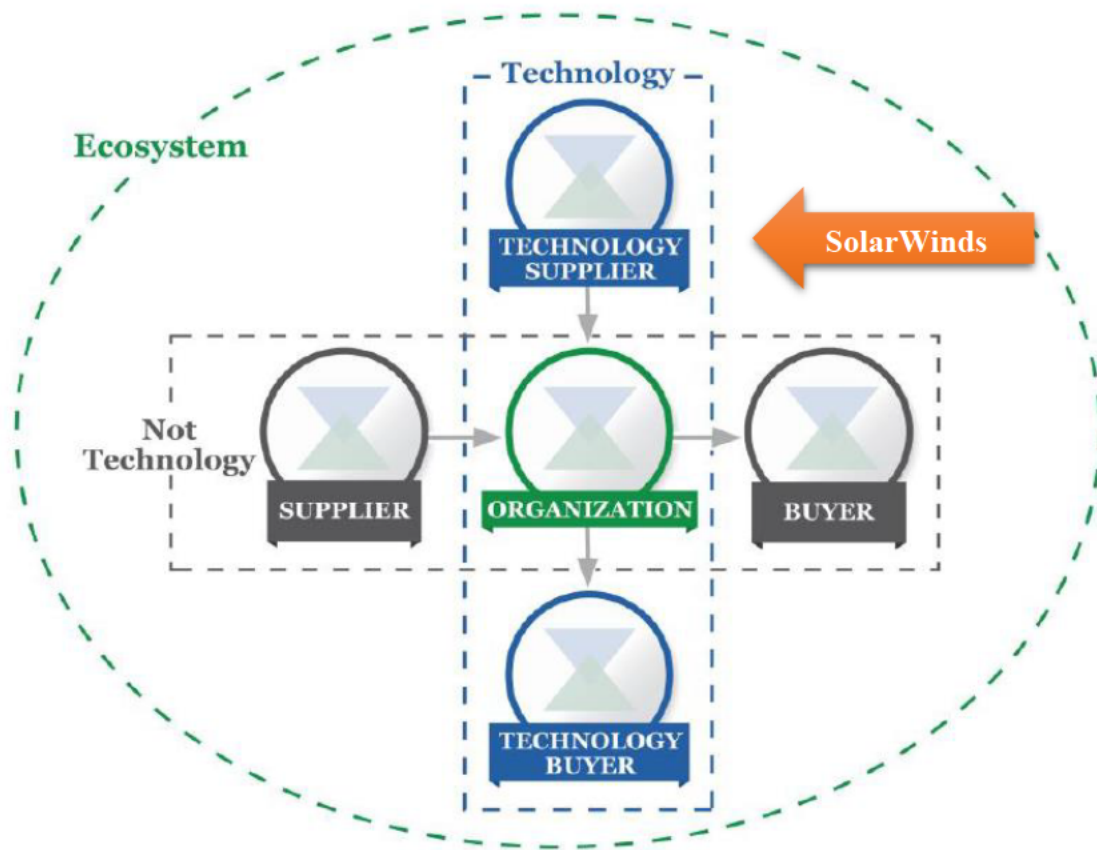 Technology
Ecosystem
TECHNOLOGY
SUPPLIER
SolarWinds
Not
Technology
SUPPLIER
ORGANIZATION
BUYER
TECHNOLOGY
BUYER